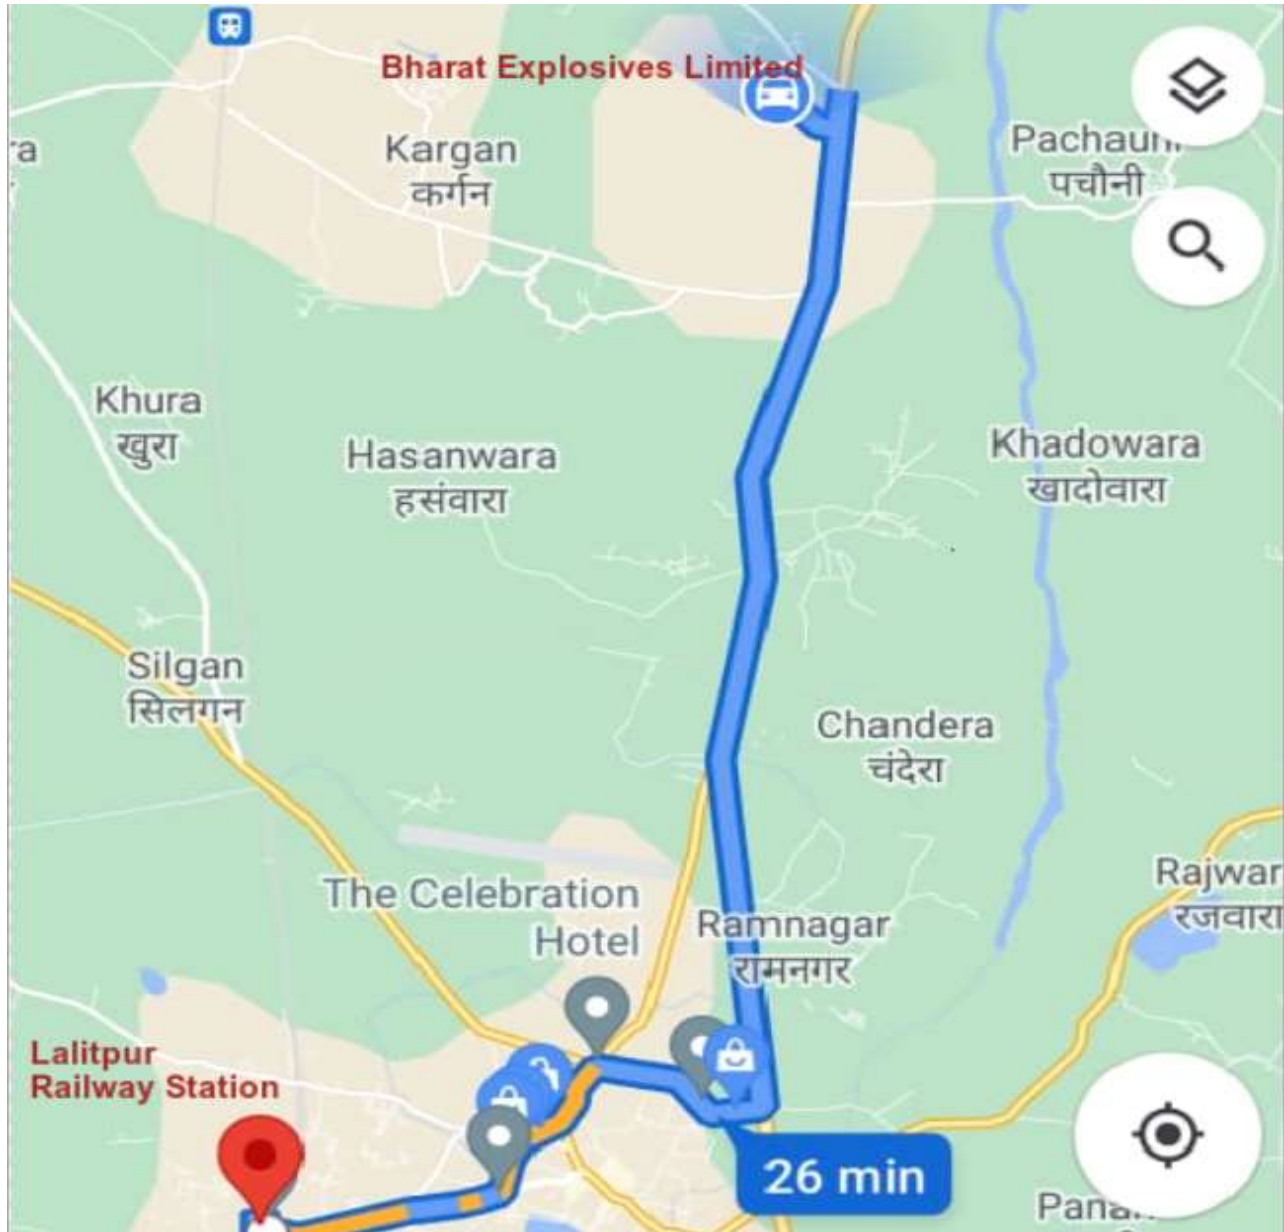 Bharat Explosives Limited
Kargan
कर्गन
पचौनी
Khura
खुरा
Hasanwara
हसंवारा
Khadowara
खादोवारा
Silgan
सिलगन
Chandera
चंदेरा
The Celebration
Hotel
Ramnagar
रामनगर
Rajwar
रजवारा
Lalitpur
Railway Station
26 min